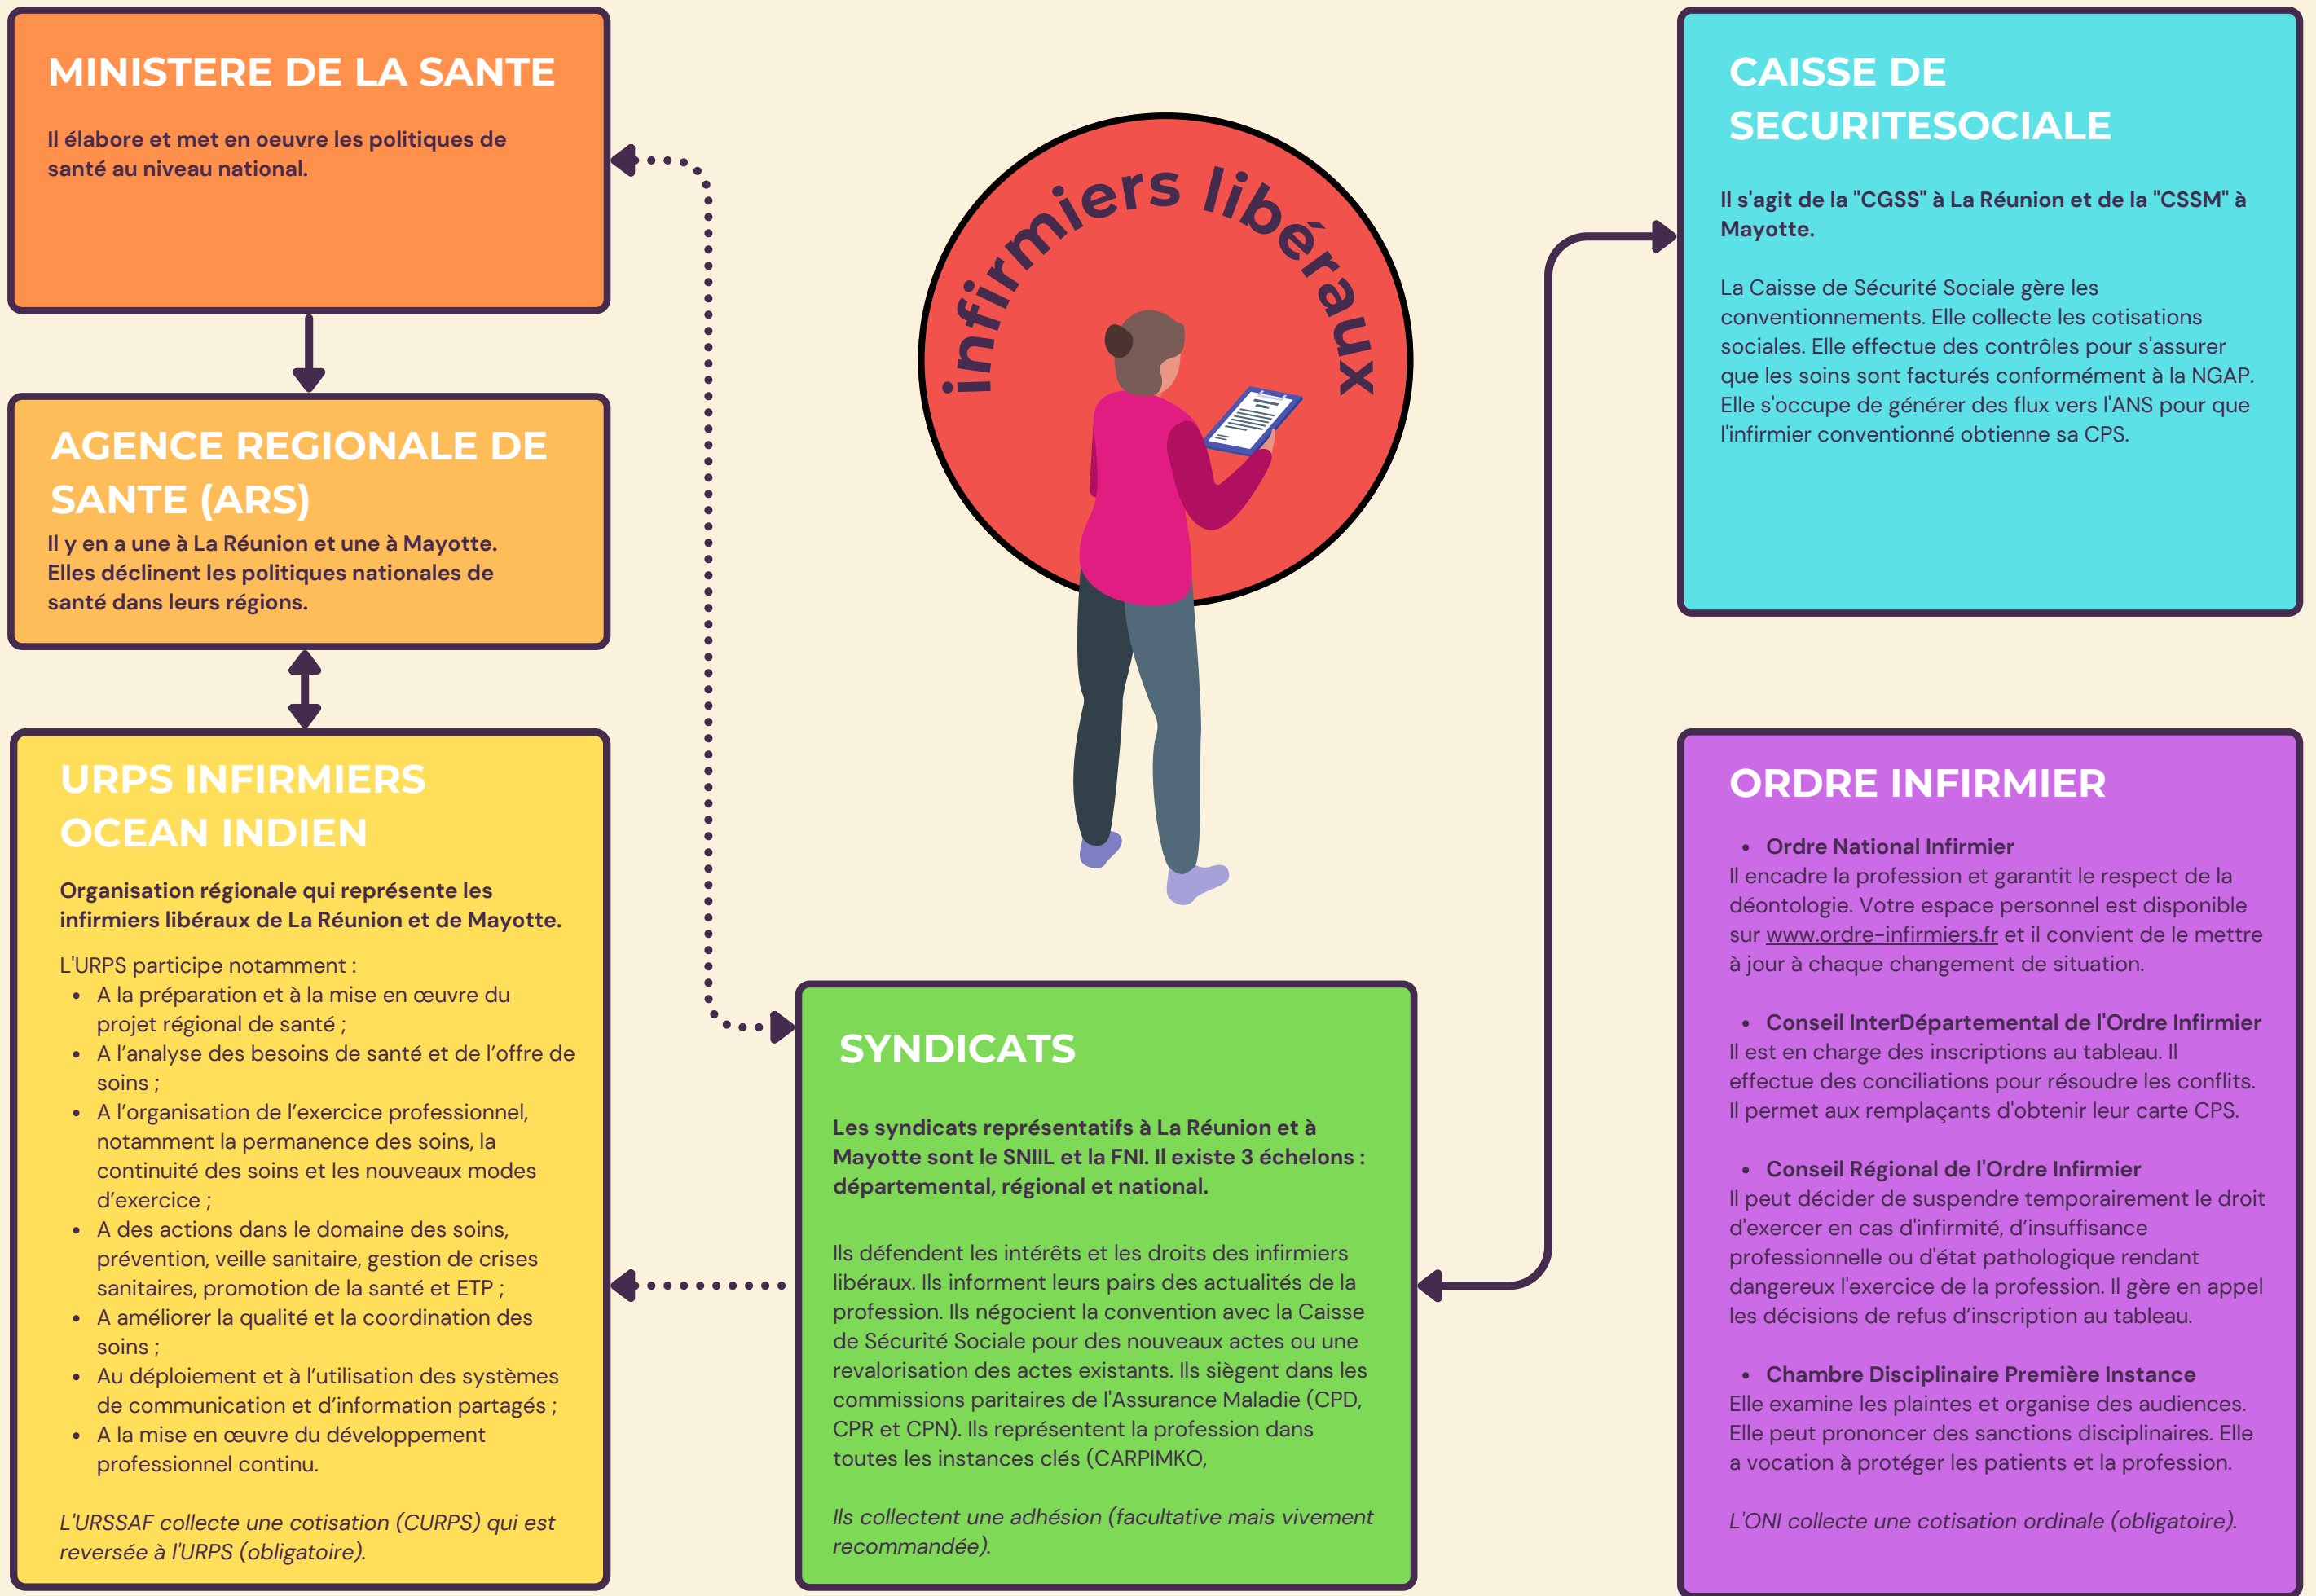 MINISTERE DE LA SANTE
Il élabore et met en oeuvre les politiques de
santé au niveau national.
AGENCE REGIONALE DE
SANTE (ARS)
Il y en a une à La Réunion et une à Mayotte.
Elles déclinent les politiques nationales de
santé dans leurs régions.
URPS INFIRMIERS
OCEAN INDIEN
Organisation régionale qui représente les
infirmiers libéraux de La Réunion et de Mayotte.
L'URPS participe notamment :
• A la préparation et à la mise en œuvre du
projet régional de santé ;
• A l’analyse des besoins de santé et de l’offre de
soins ;
• A l’organisation de l’exercice professionnel,
notamment la permanence des soins, la
continuité des soins et les nouveaux modes
d’exercice ;
• A des actions dans le domaine des soins,
prévention, veille sanitaire, gestion de crises
sanitaires, promotion de la santé et ETP ;
• A améliorer la qualité et la coordination des
soins ;
• Au déploiement et à l’utilisation des systèmes
de communication et d’information partagés ;
• A la mise en œuvre du développement
professionnel continu.
L'URSSAF collecte une cotisation (CURPS) qui est
reversée à l'URPS (obligatoire).
infirmiers libéraux
SYNDICATS
Les syndicats représentatifs à La Réunion et à
Mayotte sont le SNIIL et la FNI. Il existe 3 échelons :
départemental, régional et national.
Ils défendent les intérêts et les droits des infirmiers
libéraux. Ils informent leurs pairs des actualités de la
profession. Ils négocient la convention avec la Caisse
de Sécurité Sociale pour des nouveaux actes ou une
revalorisation des actes existants. Ils siègent dans les
commissions paritaires de l'Assurance Maladie (CPD,
CPR et CPN). Ils représentent la profession dans
toutes les instances clés (CARPIMKO,
Ils collectent une adhésion (facultative mais vivement
recommandée).
CAISSE DE
SECURITESOCIALE
Il s'agit de la "CGSS" à La Réunion et de la "CSSM" à
Mayotte.
La Caisse de Sécurité Sociale gère les
conventionnements. Elle collecte les cotisations
sociales. Elle effectue des contrôles pour s'assurer
que les soins sont facturés conformément à la NGAP.
Elle s'occupe de générer des flux vers l'ANS pour que
l'infirmier conventionné obtienne sa CPS.
ORDRE INFIRMIER
• Ordre National Infirmier
Il encadre la profession et garantit le respect de la
déontologie. Votre espace personnel est disponible
sur www.ordre-infirmiers.fr et il convient de le mettre
à jour à chaque changement de situation.
• Conseil InterDépartemental de l'Ordre Infirmier
Il est en charge des inscriptions au tableau. Il
effectue des conciliations pour résoudre les conflits.
Il permet aux remplaçants d'obtenir leur carte CPS.
• Conseil Régional de l'Ordre Infirmier
Il peut décider de suspendre temporairement le droit
d'exercer en cas d'infirmité, d’insuffisance
professionnelle ou d'état pathologique rendant
dangereux l'exercice de la profession. Il gère en appel
les décisions de refus d’inscription au tableau.
• Chambre Disciplinaire Première Instance
Elle examine les plaintes et organise des audiences.
Elle peut prononcer des sanctions disciplinaires. Elle
a vocation à protéger les patients et la profession.
L'ONI collecte une cotisation ordinale (obligatoire).